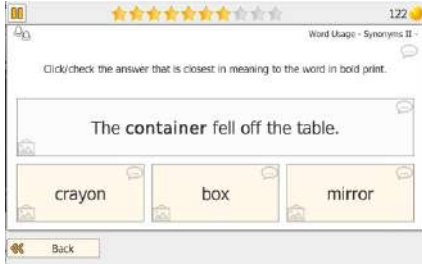 122
Word Usage - Synonyms II -
Click/check the answer that is closest in meaning to the word in bold print.
The container fell off the table.
crayon
box
mirror
Back